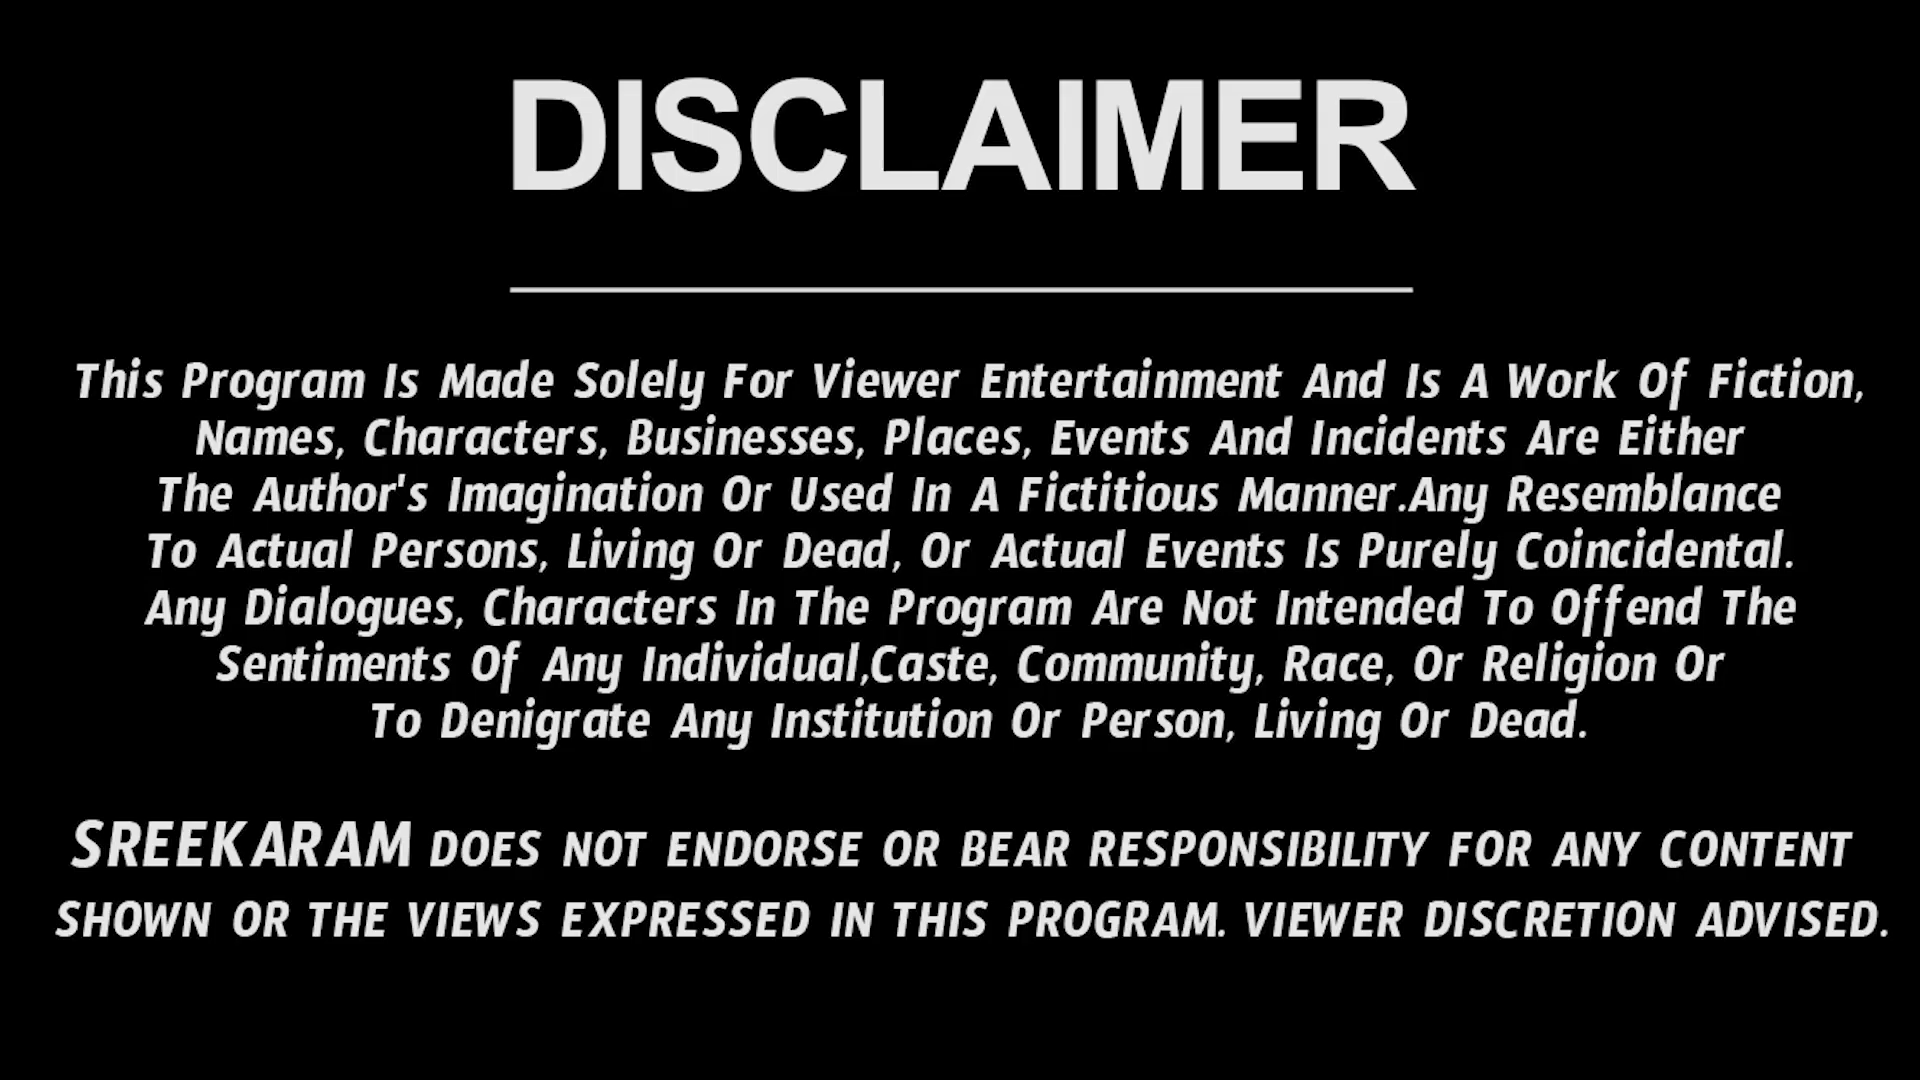 DISCLAIMER
This Program Is Made Solely For Viewer Entertainment And Is A Work Of Fiction,
Names, Characters, Businesses, Places, Events And Incidents Are Either
The Author's Imagination Or Used In A Fictitious Manner.Any Resemblance
To Actual Persons, Living Or Dead, Or Actual Events Is Purely Coincidental.
Any Dialogues, Characters In The Program Are Not Intended To Offend The
Sentiments Of Any Individual,Caste, Community, Race, Or Religion Or
To Denigrate Any Institution Or Person, Living Or Dead.
SREEKARAM DOES NOT ENDORSE OR BEAR RESPONSIBILITY FOR ANY CONTENT
SHOWN OR THE VIEWS EXPRESSED IN THIS PROGRAM. VIEWER DISCRETION ADVISED.